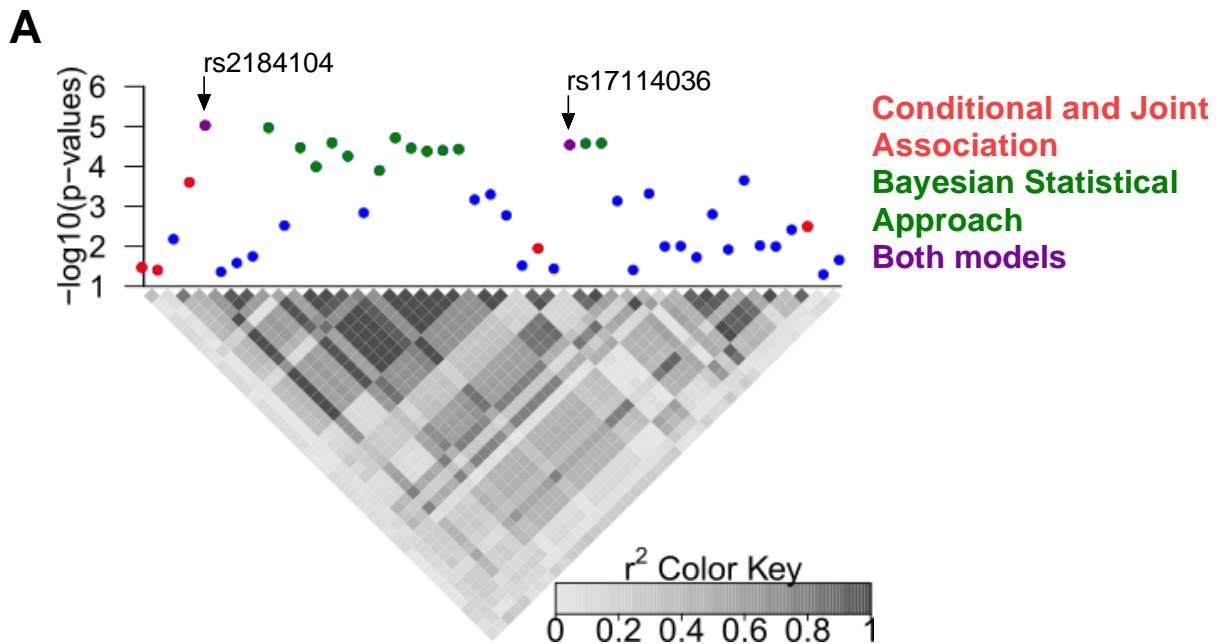 A
rs2184104
rs17114036
−log10(p-values)
6
5
4
3
2
1
Conditional and Joint
Association
Bayesian Statistical
Approach
Both models
r² Color Key
0 0.2 0.4 0.6 0.8 1